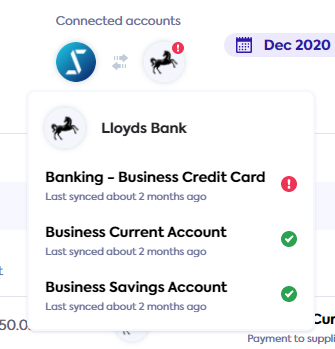 Connected accounts
Dec 2020
Lloyds Bank
Banking - Business Credit Card
Last synced about 2 months ago
Business Current Account
Last synced about 2 months ago
Business Savings Account
Last synced about 2 months ago
t
50.0
Cur
Payment to suppli